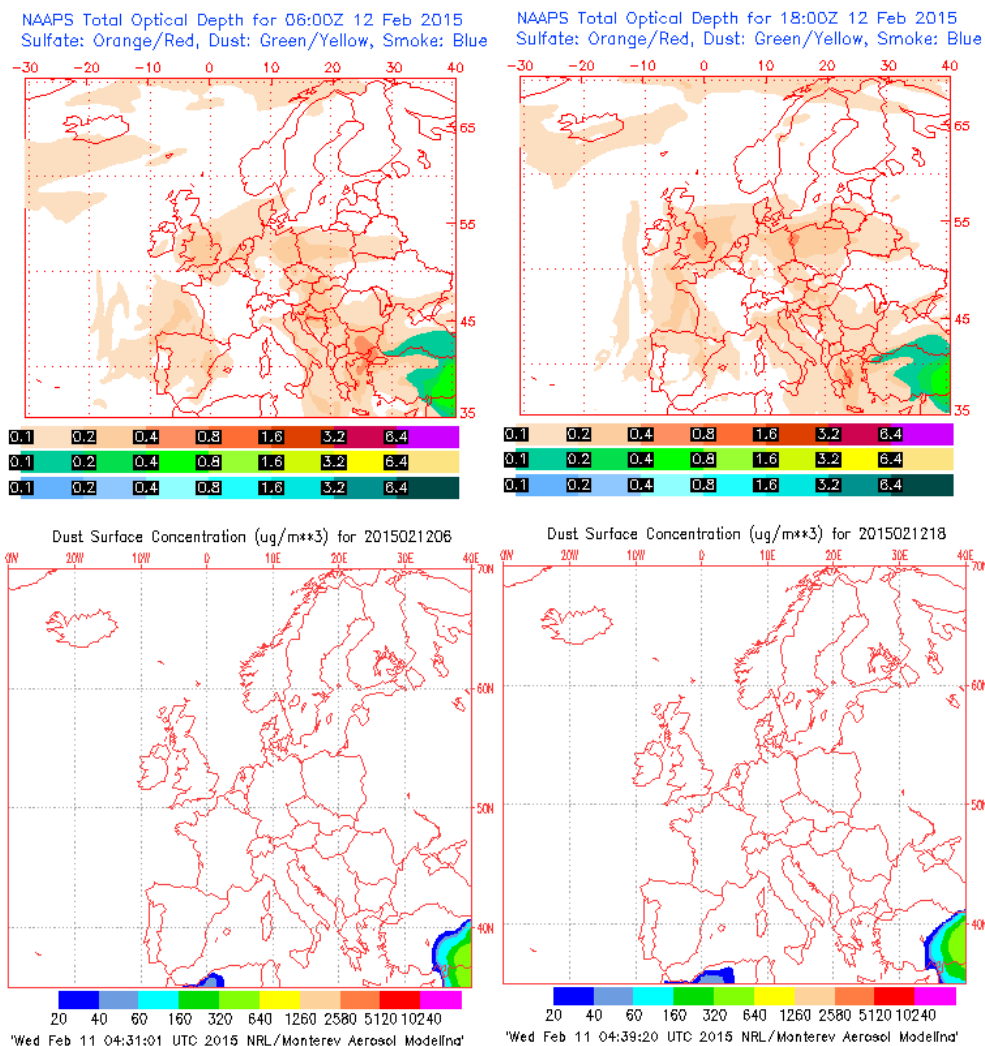 NAAPS Total Optical Depth for 06:00Z 12 Feb 2015
Sulfate: Orange/Red, Dust: Green/Yellow, Smoke: Blue
-30 -20 -10 0 10 20 30 40
65
55
45
35
0.1 0.2 0.4 0.8 1.6 3.2 6.4
0.1 0.2 0.4 0.8 1.6 3.2 6.4
0.1 0.2 0.4 0.8 1.6 3.2 6.4
NAAPS Total Optical Depth for 18:00Z 12 Feb 2015
Sulfate: Orange/Red, Dust: Green/Yellow, Smoke: Blue
-30 -20 -10 0 10 20 30 40
65
55
45
35
0.1 0.2 0.4 0.8 1.6 3.2 6.4
0.1 0.2 0.4 0.8 1.6 3.2 6.4
0.1 0.2 0.4 0.8 1.6 3.2 6.4
Dust Surface Concentration (ug/m**3) for 2015021206
0W 20W 10W 0 10E 20E 30E 40E
70N
60N
50N
40N
20 40 60 160 320 640 1260 2580 5120 10240
'Wed Feb 11 04:31:01 UTC 2015 NRL/Monterey Aerosol Modeling'
Dust Surface Concentration (ug/m**3) for 2015021218
0W 20W 10W 0 10E 20E 30E 40E
70N
60N
50N
40N
20 40 60 160 320 640 1260 2580 5120 10240
'Wed Feb 11 04:39:20 UTC 2015 NRL/Monterey Aerosol Modeling'